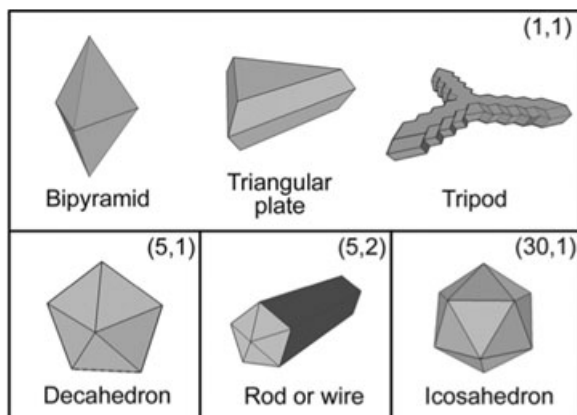 (1,1)
Bipyramid
Triangular
plate
Tripod
(5,1)
Decahedron
(5,2)
Rod or wire
(30,1)
Icosahedron